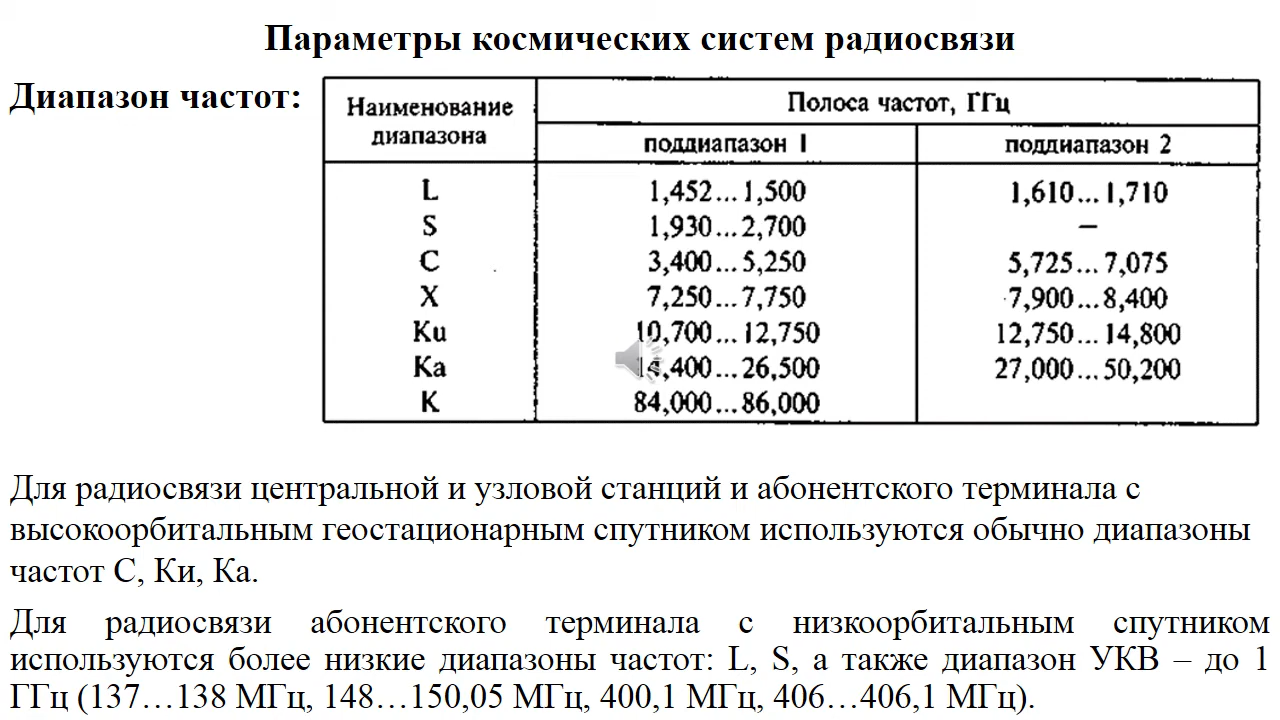 Параметры космических систем радиосвязи
Диапазон частот:
Наименование диапазона | Полоса частот, ГГц
поддиапазон 1 | поддиапазон 2
L | 1,452...1,500 | 1,610...1,710
S | 1,930...2,700 | –
C | 3,400...5,250 | 5,725...7,075
X | 7,250...7,750 | 7,900...8,400
Ku | 10,700...12,750 | 12,750...14,800
Ka | ...26,500 | 27,000...50,200
K | 84,000...86,000
Для радиосвязи центральной и узловой станций и абонентского терминала с
высокоорбитальным геостационарным спутником используются обычно диапазоны
частот С, Ки, Ка.
Для радиосвязи абонентского терминала с низкоорбитальным спутником
используются более низкие диапазоны частот: L, S, а также диапазон УКВ – до 1
ГГц (137…138 МГц, 148…150,05 МГц, 400,1 МГц, 406…406,1 МГц).